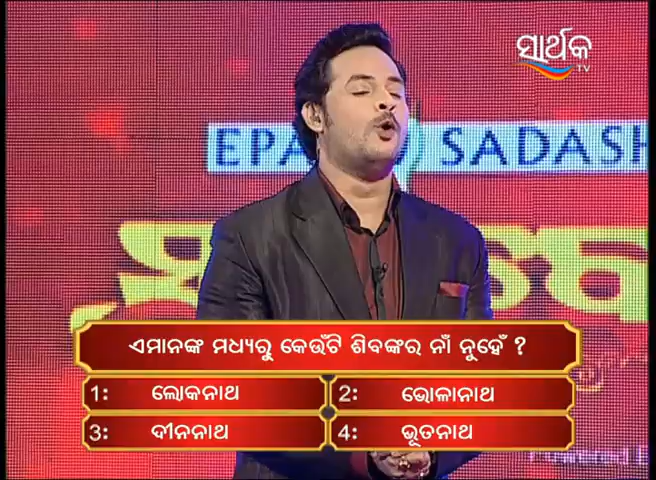 ସାର୍ଥକ
TV
EPA SADASH
ଏମାନଙ୍କ ମଧ୍ୟରୁ କେଉଁଟି ଶିବଙ୍କର ନାଁ ନୁହେଁ ?
1: ଲୋକନାଥ
2: ଭୋଳାନାଥ
3: ଦୀନନାଥ
4: ଭୂତନାଥ